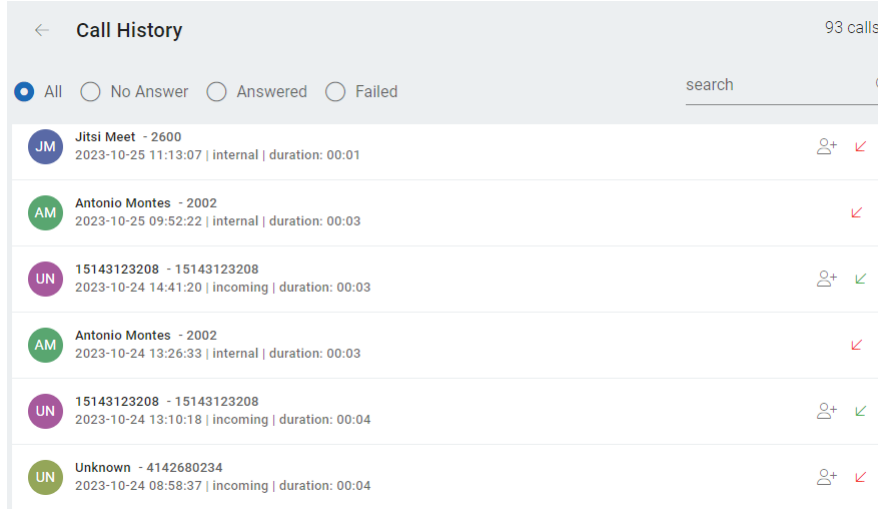 Call History
93 calls
All No Answer Answered Failed
search
JM
Jitsi Meet - 2600
2023-10-25 11:13:07 | internal | duration: 00:01
AM
Antonio Montes - 2002
2023-10-25 09:52:22 | internal | duration: 00:03
UN
15143123208 - 15143123208
2023-10-24 14:41:20 | incoming | duration: 00:03
AM
Antonio Montes - 2002
2023-10-24 13:26:33 | internal | duration: 00:03
UN
15143123208 - 15143123208
2023-10-24 13:10:18 | incoming | duration: 00:04
UN
Unknown - 4142680234
2023-10-24 08:58:37 | incoming | duration: 00:04